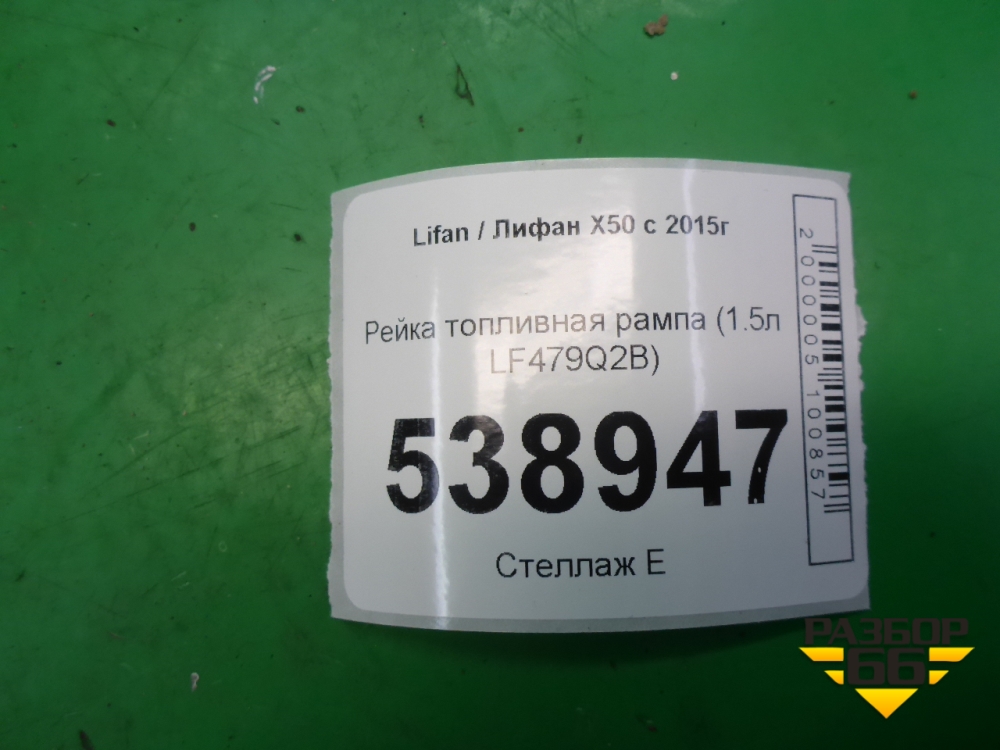 Lifan / Лифан X50 с 2015г
Рейка топливная рампа (1.5л
LF479Q2B)
538947
Стеллаж Е
2000005100857
РАЗБОР
66